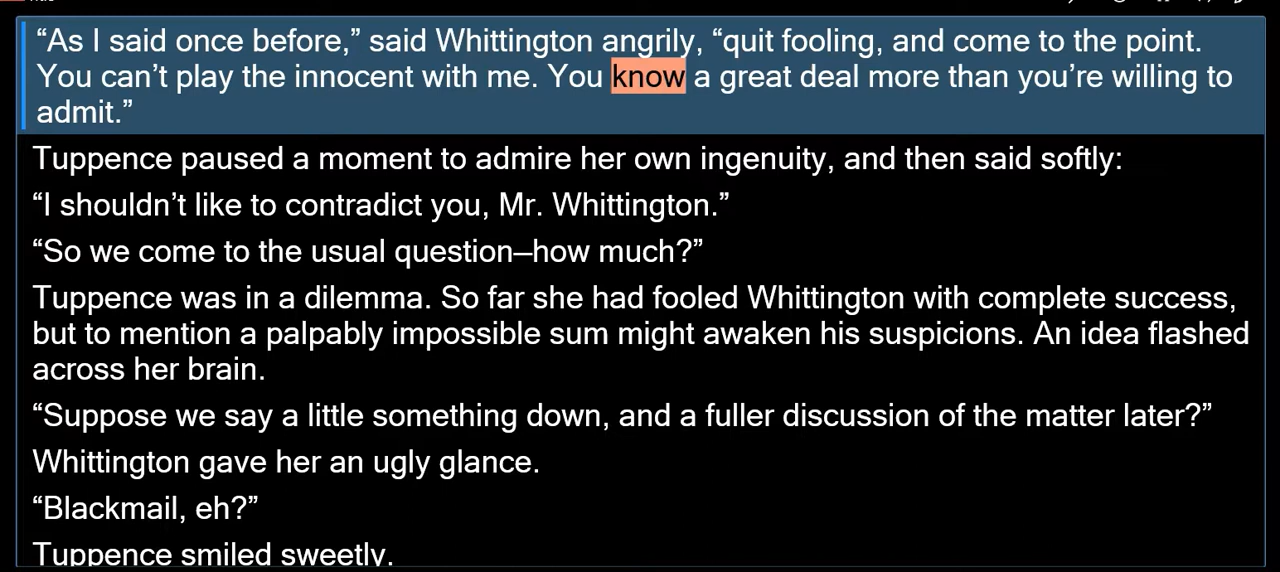 “As I said once before,” said Whittington angrily, “quit fooling, and come to the point.
You can’t play the innocent with me. You know a great deal more than you’re willing to
admit.”
Tuppence paused a moment to admire her own ingenuity, and then said softly:
“I shouldn’t like to contradict you, Mr. Whittington.”
“So we come to the usual question—how much?”
Tuppence was in a dilemma. So far she had fooled Whittington with complete success,
but to mention a palpably impossible sum might awaken his suspicions. An idea flashed
across her brain.
“Suppose we say a little something down, and a fuller discussion of the matter later?”
Whittington gave her an ugly glance.
“Blackmail, eh?”
Tuppence smiled sweetly.